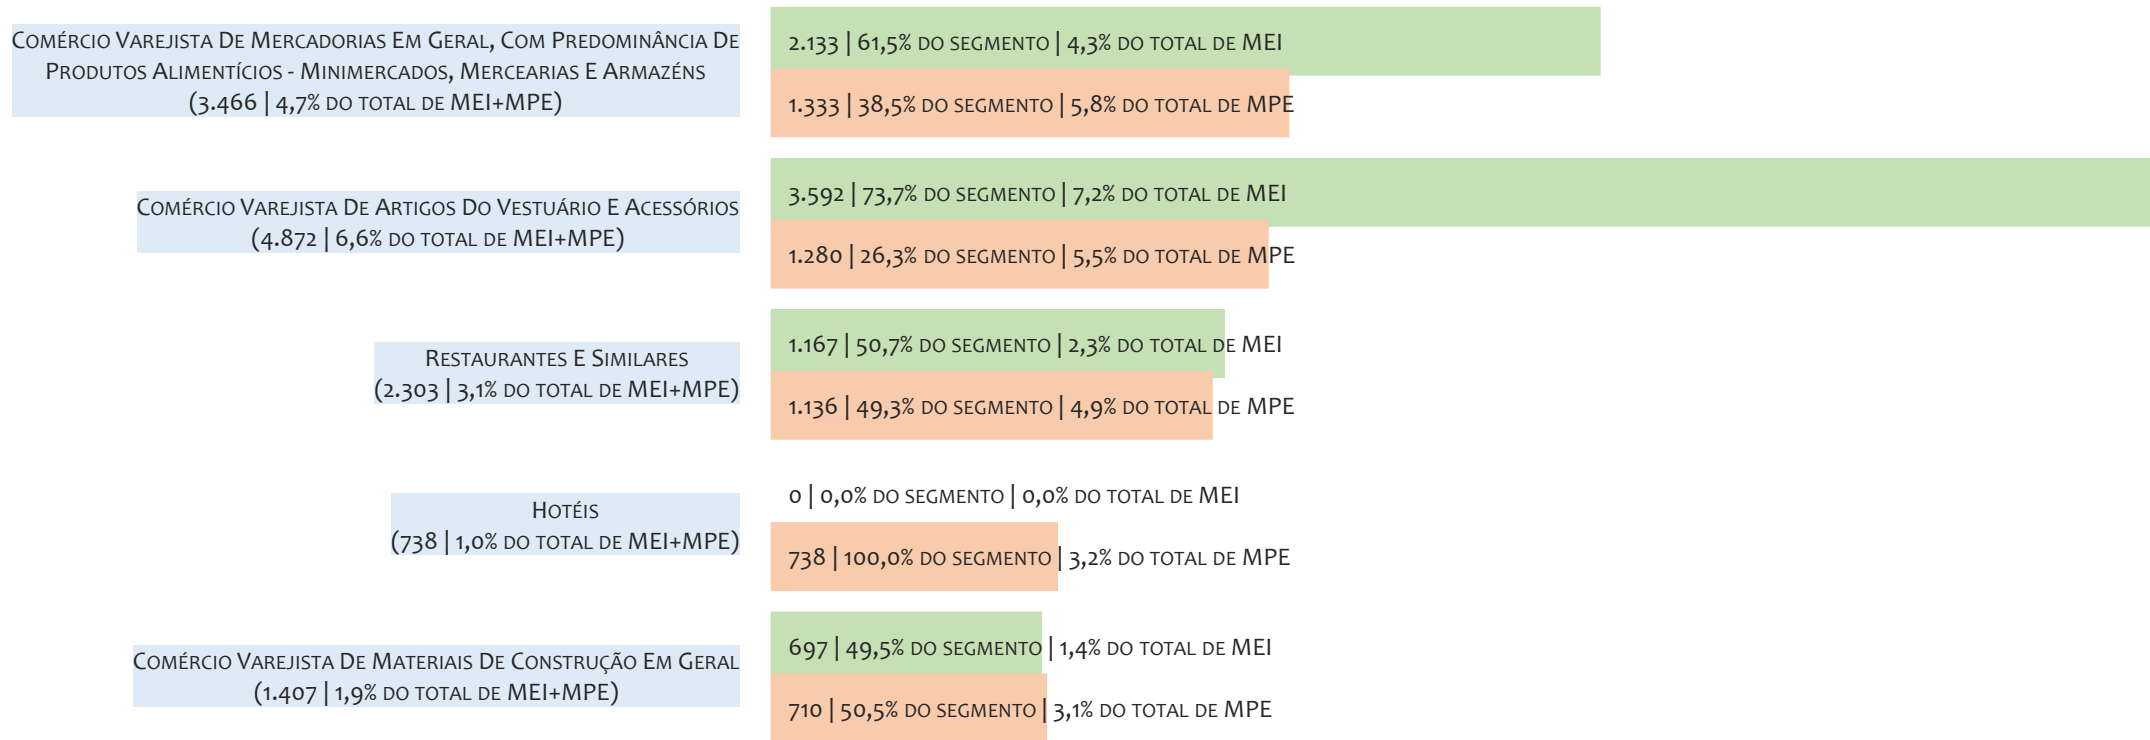 Comércio Varejista De Mercadorias Em Geral, Com Predominância De
Produtos Alimentícios - Minimercados, Mercearias E Armazéns
(3.466 | 4,7% do total de MEI+MPE)
2.133 | 61,5% do segmento | 4,3% do total de MEI
1.333 | 38,5% do segmento | 5,8% do total de MPE
Comércio Varejista De Artigos Do Vestuário E Acessórios
(4.872 | 6,6% do total de MEI+MPE)
3.592 | 73,7% do segmento | 7,2% do total de MEI
1.280 | 26,3% do segmento | 5,5% do total de MPE
Restaurantes E Similares
(2.303 | 3,1% do total de MEI+MPE)
1.167 | 50,7% do segmento | 2,3% do total de MEI
1.136 | 49,3% do segmento | 4,9% do total de MPE
Hotéis
(738 | 1,0% do total de MEI+MPE)
0 | 0,0% do segmento | 0,0% do total de MEI
738 | 100,0% do segmento | 3,2% do total de MPE
Comércio Varejista De Materiais De Construção Em Geral
(1.407 | 1,9% do total de MEI+MPE)
697 | 49,5% do segmento | 1,4% do total de MEI
710 | 50,5% do segmento | 3,1% do total de MPE